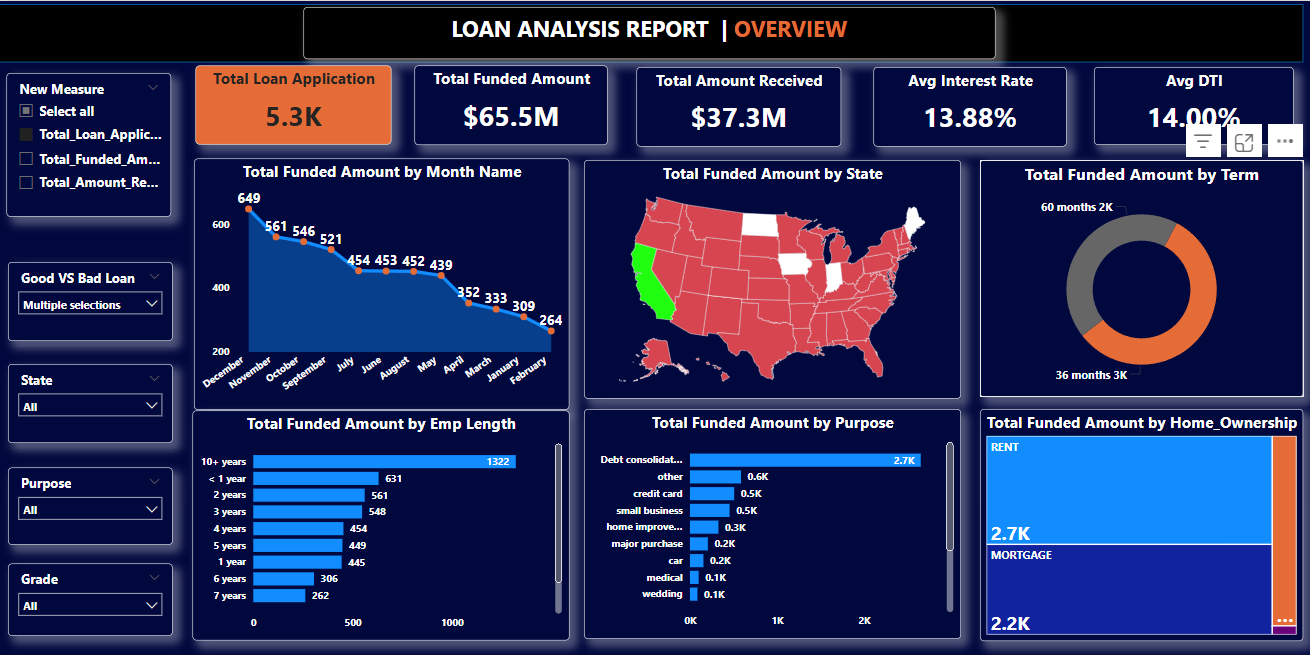 LOAN ANALYSIS REPORT | OVERVIEW
New Measure
Select all
Total_Loan_Applic...
Total_Funded_Am...
Total_Amount_Re...
Good VS Bad Loan
Multiple selections
State
All
Purpose
All
Grade
All
Total Loan Application
5.3K
Total Funded Amount
$65.5M
Total Amount Received
$37.3M
Avg Interest Rate
13.88%
Avg DTI
14.00%
Total Funded Amount by Month Name
600
400
200
649
561
546
521
454
453
452
439
352
333
309
264
December
November
October
September
July
June
August
May
April
March
January
February
Total Funded Amount by State
Total Funded Amount by Term
60 months 2K
36 months 3K
Total Funded Amount by Emp Length
10+ years 1322
< 1 year 631
2 years 561
3 years 548
4 years 454
5 years 449
1 year 445
6 years 306
7 years 262
0 500 1000
Total Funded Amount by Purpose
Debt consolidat... 2.7K
other 0.6K
credit card 0.5K
small business 0.5K
home improve... 0.3K
major purchase 0.2K
car 0.2K
medical 0.1K
wedding 0.1K
0K 1K 2K
Total Funded Amount by Home_Ownership
RENT
2.7K
MORTGAGE
2.2K
...